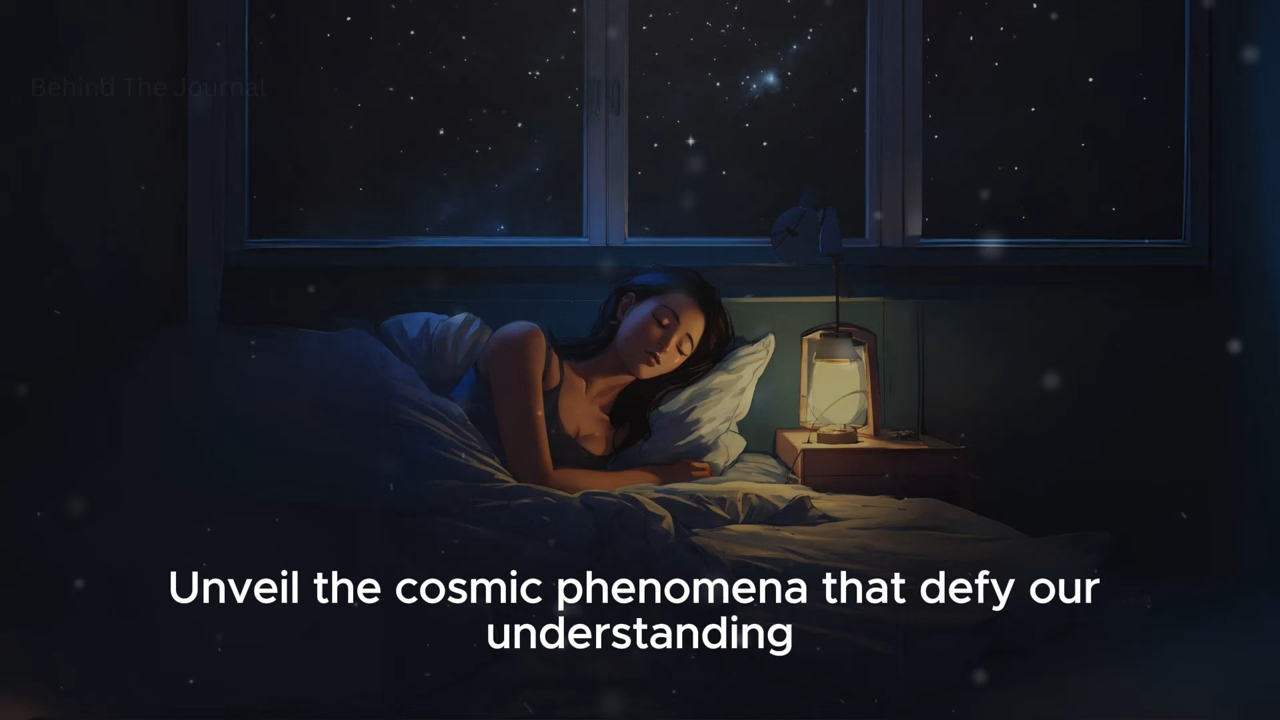 Behind The Journal
Unveil the cosmic phenomena that defy our
understanding